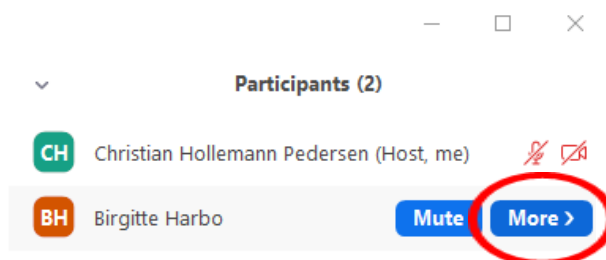 Participants (2)
CH Christian Hollemann Pedersen (Host, me)
BH Birgitte Harbo Mute More >